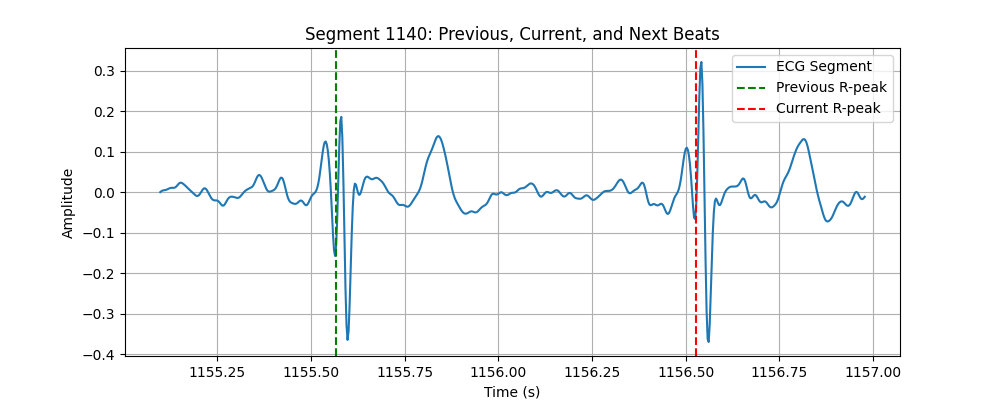 Segment 1140: Previous, Current, and Next Beats
ECG Segment
Previous R-peak
Current R-peak
Amplitude
0.3
0.2
0.1
0.0
−0.1
−0.2
−0.3
−0.4
1155.25 1155.50 1155.75 1156.00 1156.25 1156.50 1156.75 1157.00
Time (s)